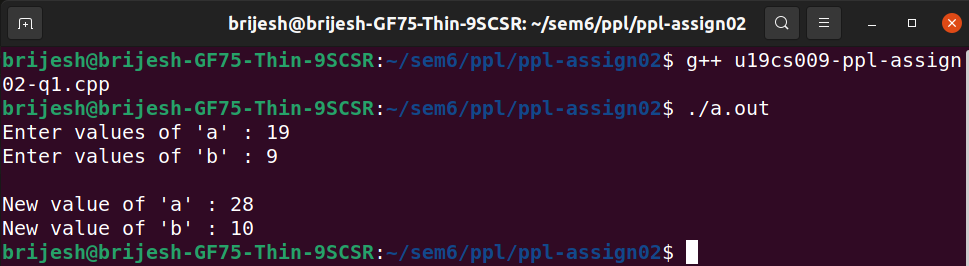 brijesh@brijesh-GF75-Thin-9SCSR: ~/sem6/ppl/ppl-assign02
brijesh@brijesh-GF75-Thin-9SCSR:~/sem6/ppl/ppl-assign02$ g++ u19cs009-ppl-assign
02-q1.cpp
brijesh@brijesh-GF75-Thin-9SCSR:~/sem6/ppl/ppl-assign02$ ./a.out
Enter values of 'a' : 19
Enter values of 'b' : 9
New value of 'a' : 28
New value of 'b' : 10
brijesh@brijesh-GF75-Thin-9SCSR:~/sem6/ppl/ppl-assign02$